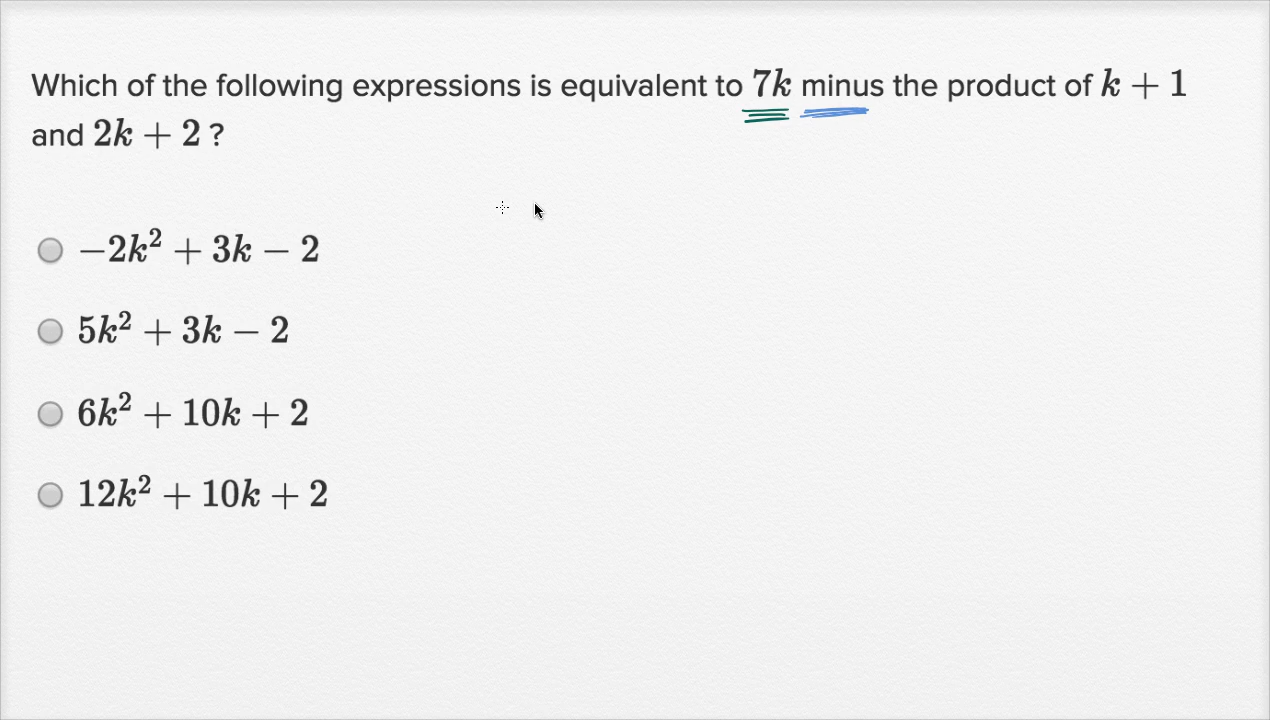 Which of the following expressions is equivalent to 7k minus the product of k + 1
and 2k + 2 ?
−2k² + 3k − 2
5k² + 3k − 2
6k² + 10k + 2
12k² + 10k + 2